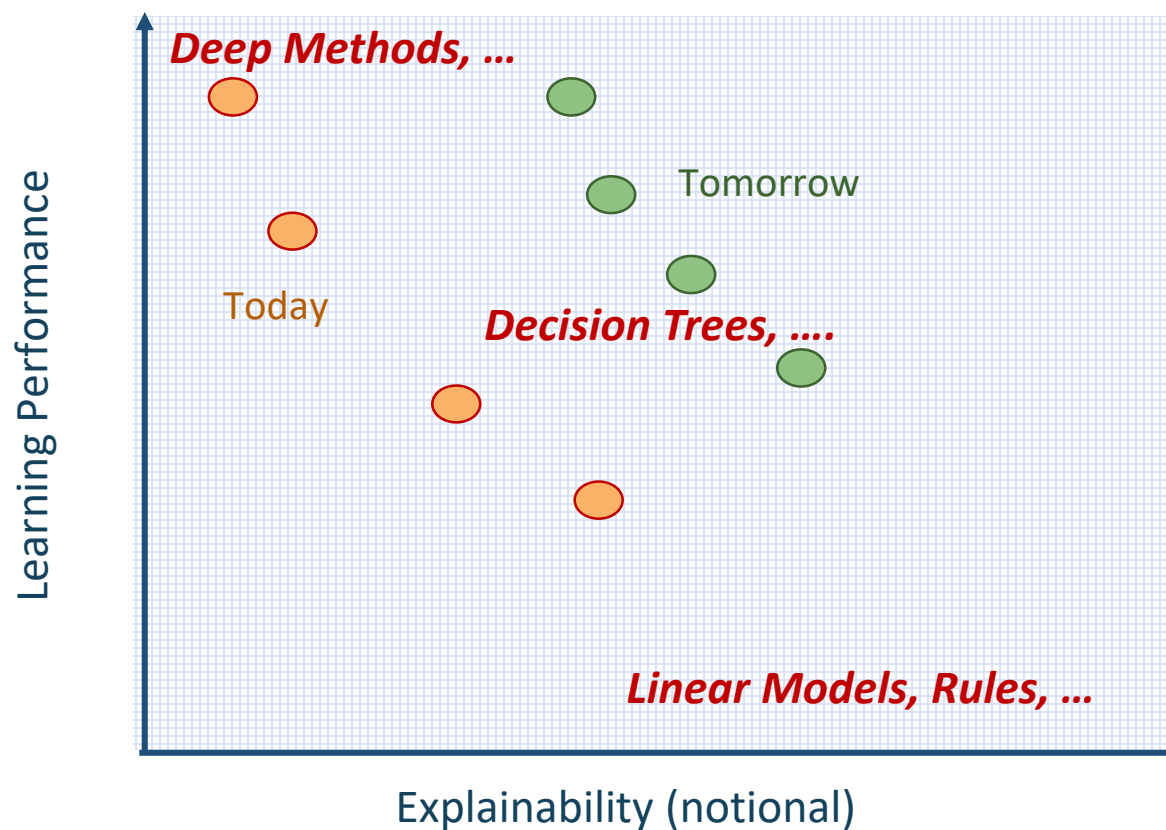 Deep Methods, …
Tomorrow
Today
Decision Trees, ….
Linear Models, Rules, …
Learning Performance
Explainability (notional)